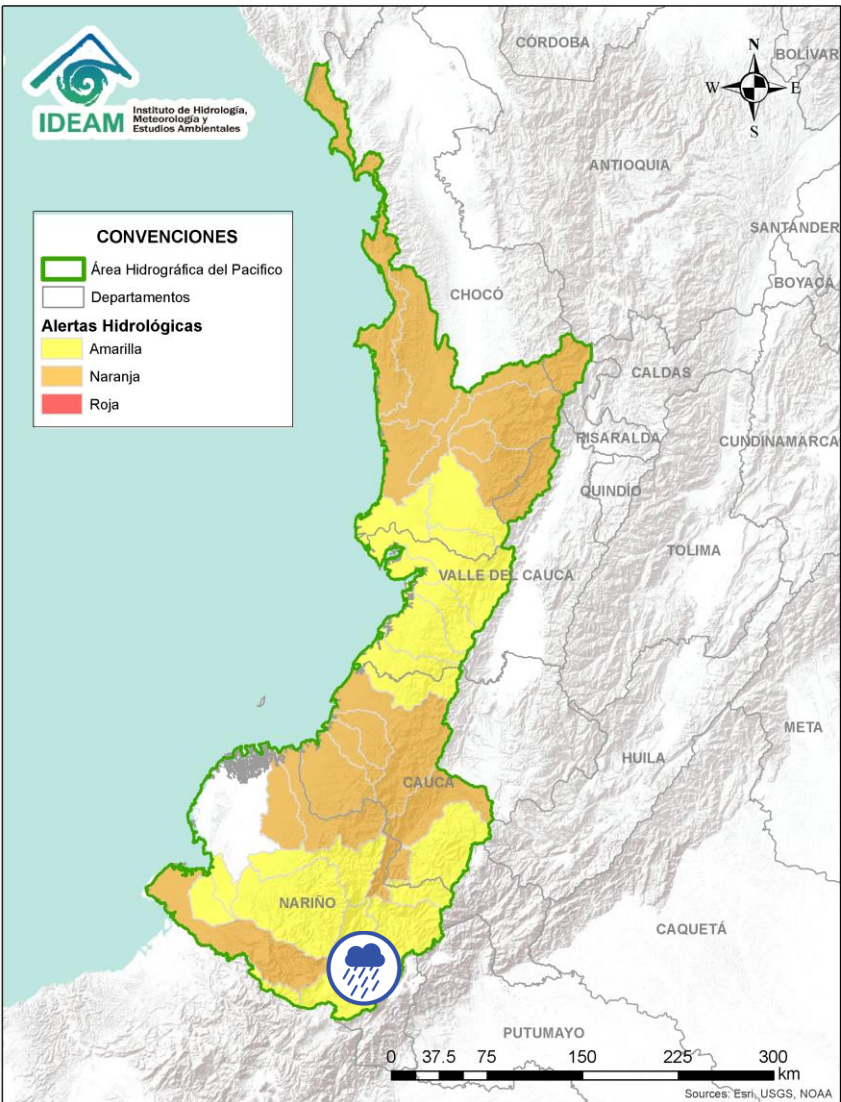 IDEAM
Instituto de Hidrología,
Meteorología y
Estudios Ambientales
N
W
E
S
CÓRDOBA
BOLIVAR
ANTIOQUIA
SANTANDER
BOYACÁ
CHOCÓ
CALDAS
RISARALDA
CUNDINAMARCA
QUINDÍO
TOLIMA
VALLE DEL CAUCA
META
HUILA
CAUCA
NARIÑO
CAQUETÁ
PUTUMAYO
CONVENCIONES
Área Hidrográfica del Pacifico
Departamentos
Alertas Hidrológicas
Amarilla
Naranja
Roja
0 37.5 75 150 225 300
km
Sources: Esri, USGS, NOAA